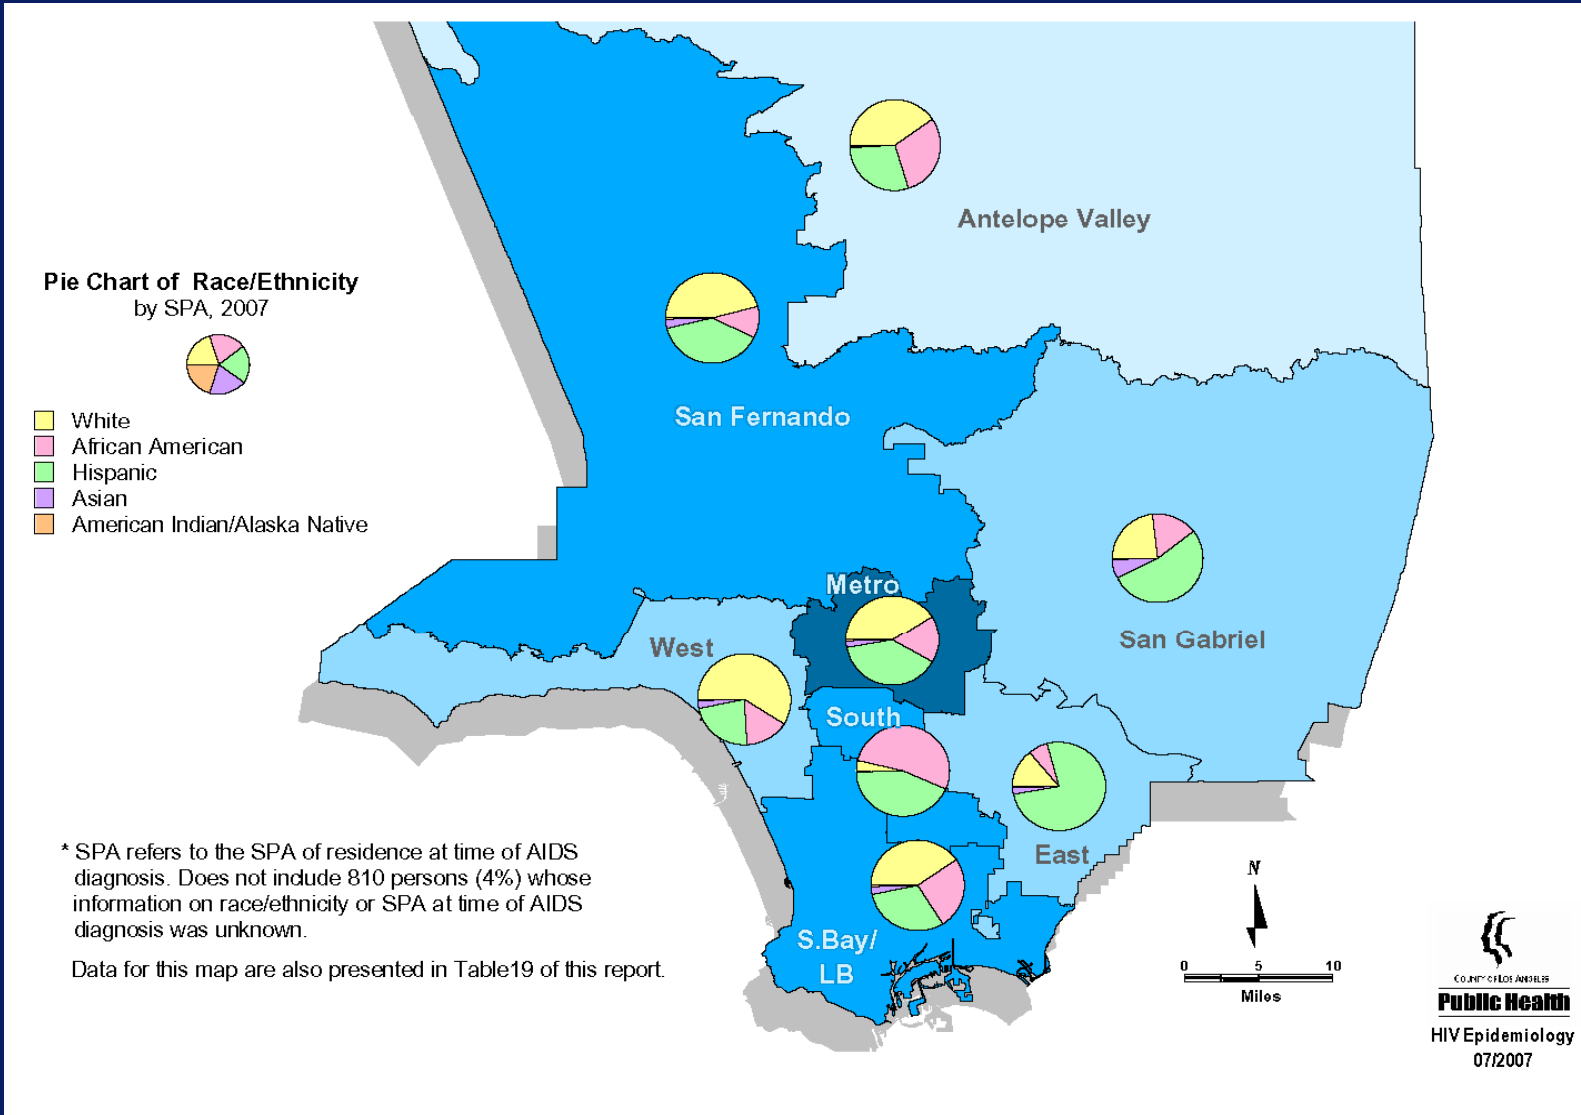 Antelope Valley
Pie Chart of Race/Ethnicity
by SPA, 2007
White
African American
Hispanic
Asian
American Indian/Alaska Native
San Fernando
Metro
West
San Gabriel
South
East
S.Bay/
LB
* SPA refers to the SPA of residence at time of AIDS
diagnosis. Does not include 810 persons (4%) whose
information on race/ethnicity or SPA at time of AIDS
diagnosis was unknown.
Data for this map are also presented in Table19 of this report.
N
0 5 10
Miles
COUNTY OF LOS ANGELES
Public Health
HIV Epidemiology
07/2007